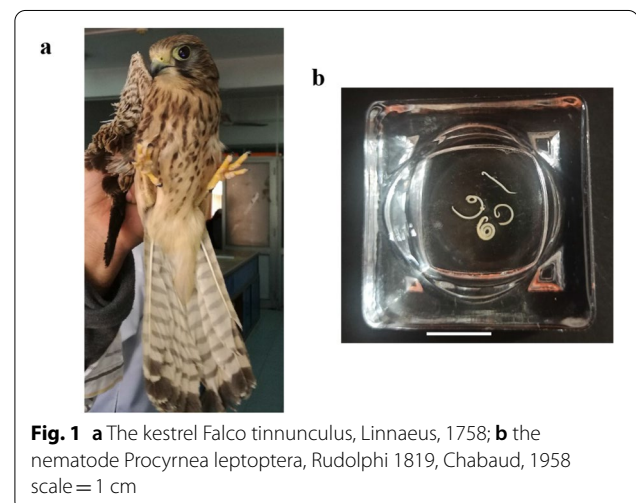 a
b
Fig. 1 a The kestrel Falco tinnunculus, Linnaeus, 1758; b the
nematode Procyrnea leptoptera, Rudolphi 1819, Chabaud, 1958
scale = 1 cm